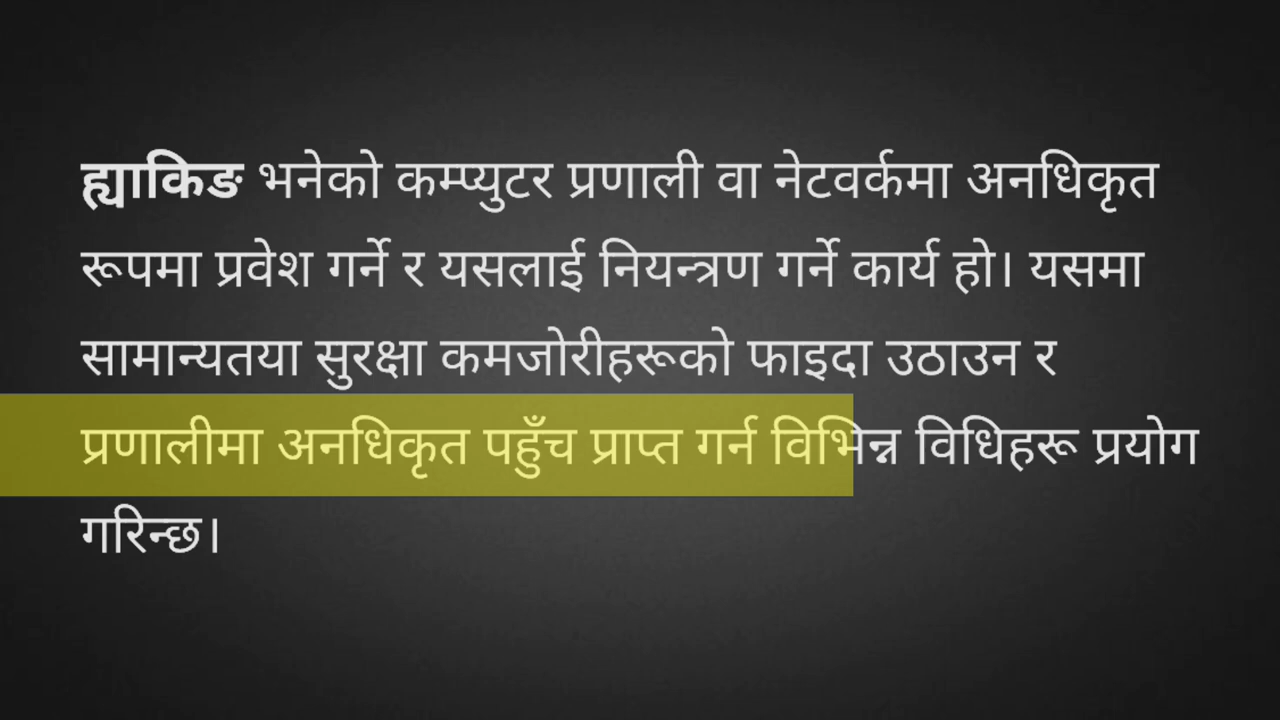 ह्याकिङ भनेको कम्प्युटर प्रणाली वा नेटवर्कमा अनधिकृत
रूपमा प्रवेश गर्ने र यसलाई नियन्त्रण गर्ने कार्य हो। यसमा
सामान्यतया सुरक्षा कमजोरीहरूको फाइदा उठाउन र
प्रणालीमा अनधिकृत पहुँच प्राप्त गर्न विभिन्न विधिहरू प्रयोग
गरिन्छ।